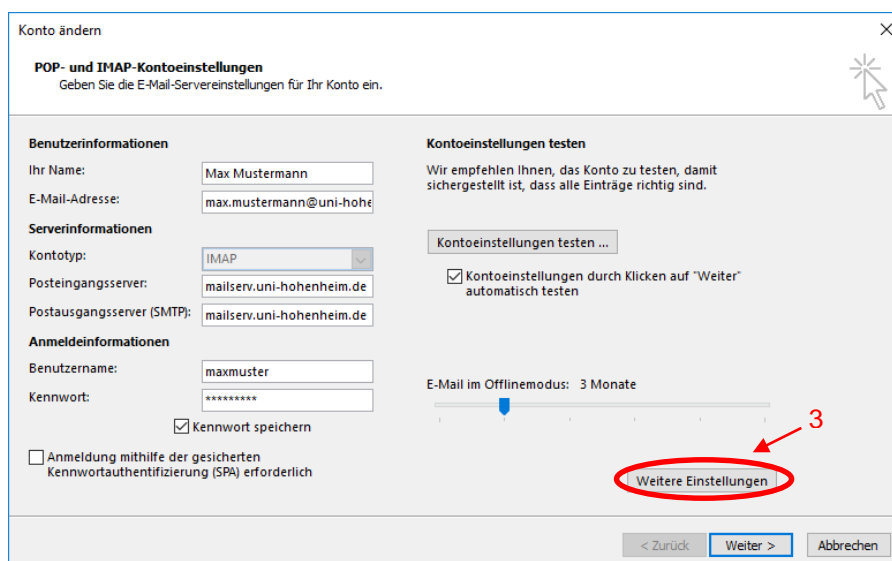 Konto ändern
POP- und IMAP-Kontoeinstellungen
Geben Sie die E-Mail-Servereinstellungen für Ihr Konto ein.
Benutzerinformationen
Ihr Name:
Max Mustermann
E-Mail-Adresse:
max.mustermann@uni-hohe
Serverinformationen
Kontotyp:
IMAP
Posteingangsserver:
mailserv.uni-hohenheim.de
Postausgangsserver (SMTP):
mailserv.uni-hohenheim.de
Anmeldeinformationen
Benutzername:
maxmuster
Kennwort:
*********
Kennwort speichern
Anmeldung mithilfe der gesicherten
Kennwortauthentifizierung (SPA) erforderlich
Kontoeinstellungen testen
Wir empfehlen Ihnen, das Konto zu testen, damit
sichergestellt ist, dass alle Einträge richtig sind.
Kontoeinstellungen testen ...
Kontoeinstellungen durch Klicken auf "Weiter"
automatisch testen
E-Mail im Offlinemodus: 3 Monate
3
Weitere Einstellungen
< Zurück
Weiter >
Abbrechen